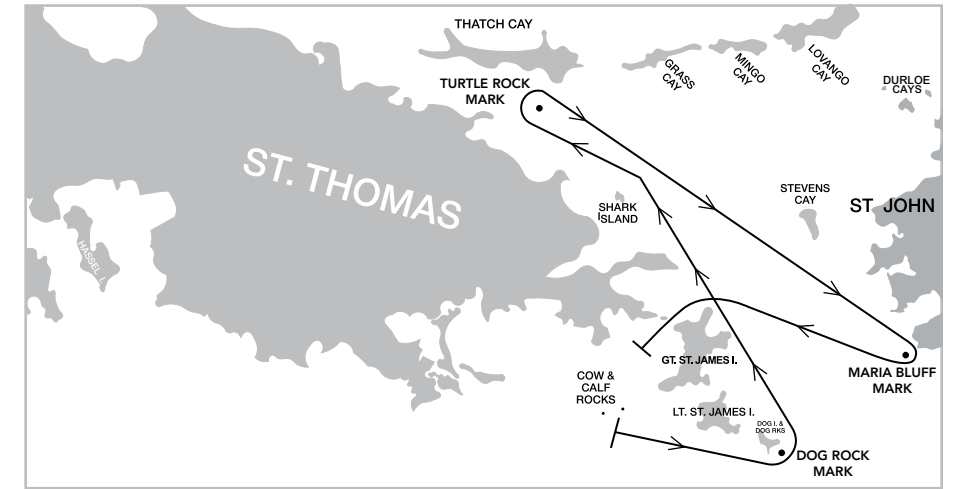 THATCH CAY
GRASS
CAY
MINGO
CAY
LOVANGO
CAY
DURLOE
CAYS
TURTLE ROCK
MARK
ST. THOMAS
SHARK
ISLAND
STEVENS
CAY
ST. JOHN
HASSEL I.
GT. ST. JAMES I.
MARIA BLUFF
MARK
COW &
CALF
ROCKS
LT. ST. JAMES I.
DOG I. &
DOG RKS
DOG ROCK
MARK